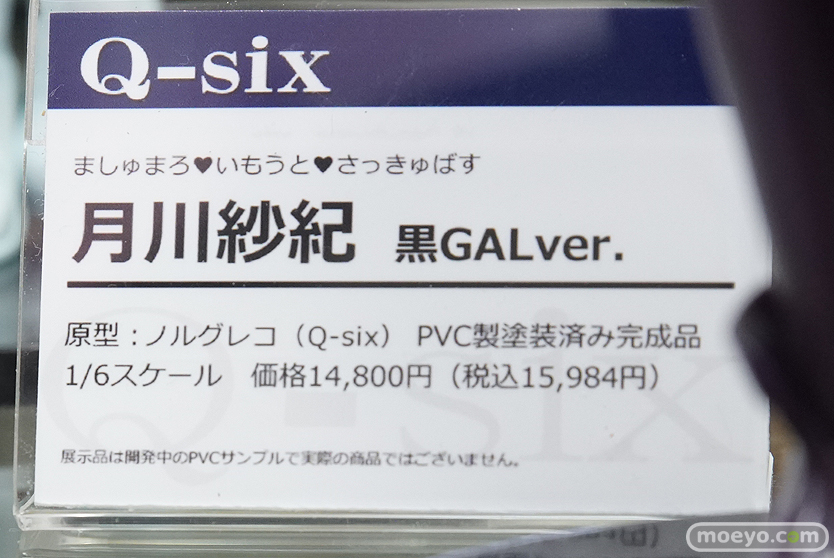 Q-six
ましゅまろ♥いもうと♥さっきゅばす
月川紗紀 黒GALver.
原型：ノルグレコ（Q-six） PVC製塗装済み完成品
1/6スケール 価格14,800円（税込15,984円）
展示品は開発中のPVCサンプルで実際の商品ではございません。
Q-six
moeyo.com